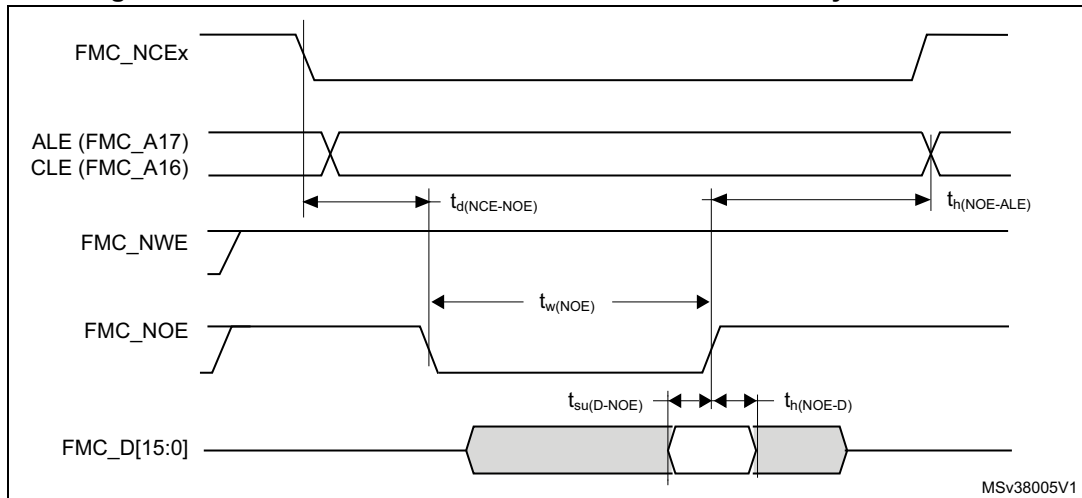 FMC_NCEx
ALE (FMC_A17)
CLE (FMC_A16)
td(NCE-NOE)
th(NOE-ALE)
FMC_NWE
tw(NOE)
FMC_NOE
tsu(D-NOE)
th(NOE-D)
FMC_D[15:0]
MSv38005V1